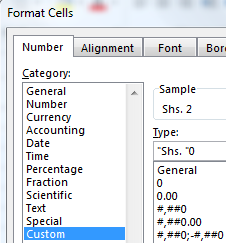 Format Cells
Number Alignment Font
Category:
General
Number
Currency
Accounting
Date
Time
Percentage
Fraction
Scientific
Text
Special
Custom
Sample
Shs. 2
Type:
"Shs. "0
General
0
0.00
#,##0
#,##0.00
#,##0;-#,##0